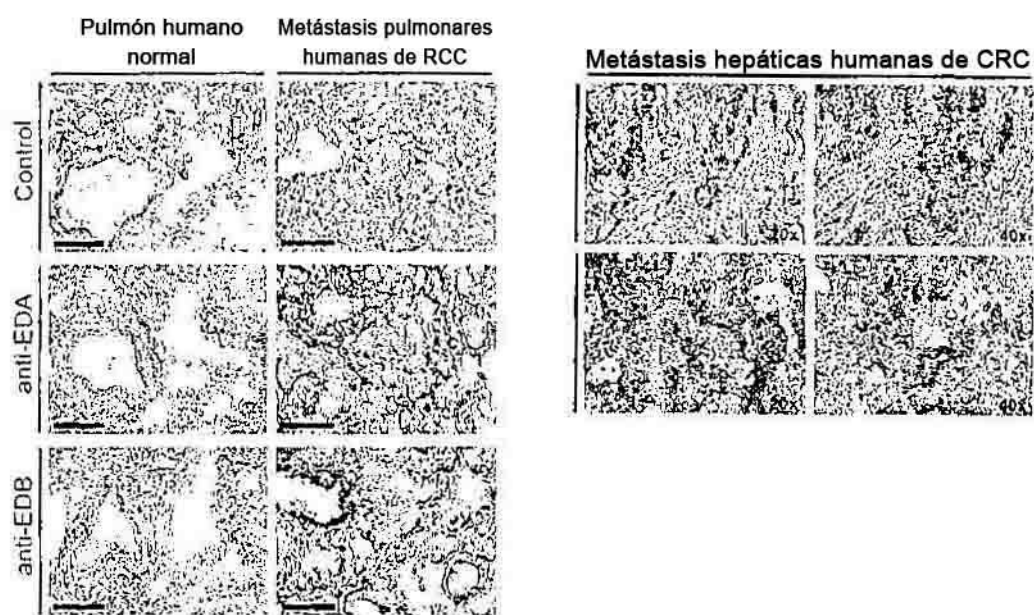 Pulmón humano
normal
Metástasis pulmonares
humanas de RCC
Metástasis hepáticas humanas de CRC
Control
anti-EDA
anti-EDB
20x
40x
20x
40x